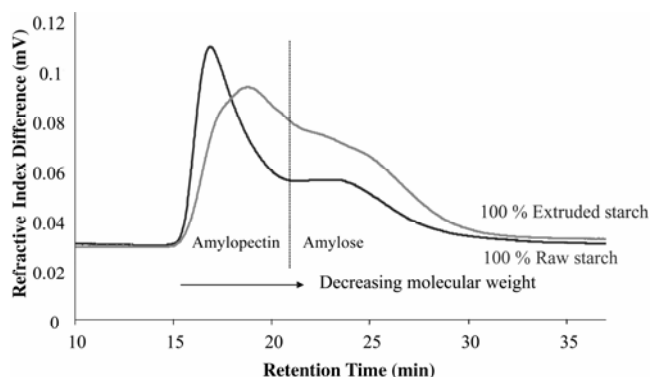 0.12
0.1
0.08
0.06
0.04
0.02
0
Refractive Index Difference (mV)
Amylopectin
Amylose
100 % Extruded starch
100 % Raw starch
Decreasing molecular weight
10
15
20
25
30
35
Retention Time (min)